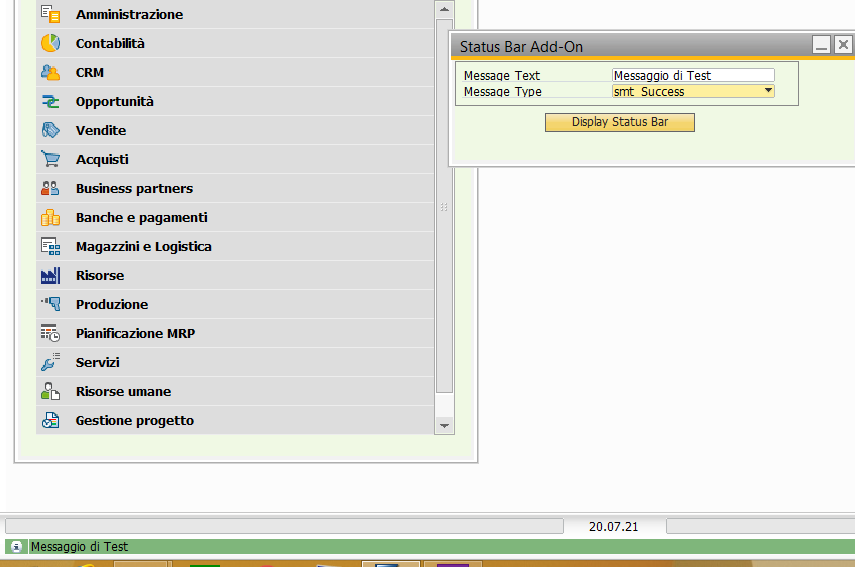 Amministrazione
Contabilità
CRM
Opportunità
Vendite
Acquisti
Business partners
Banche e pagamenti
Magazzini e Logistica
Risorse
Produzione
Pianificazione MRP
Servizi
Risorse umane
Gestione progetto
Status Bar Add-On
Message Text Messaggio di Test
Message Type smt_Success
Display Status Bar
20.07.21
Messaggio di Test